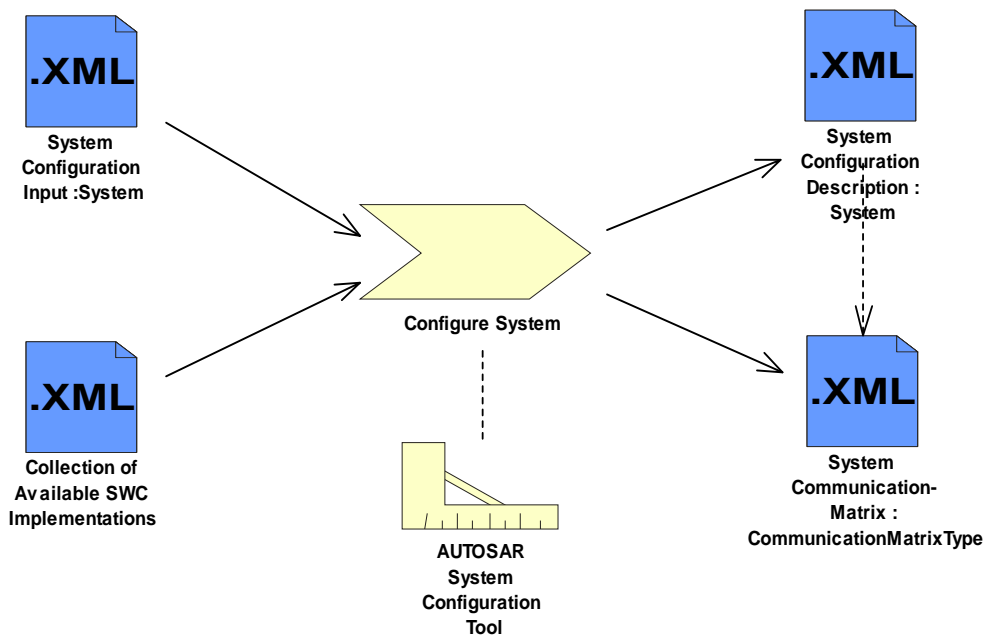 .XML
System
Configuration
Input :System
.XML
Collection of
Available SWC
Implementations
Configure System
AUTOSAR
System
Configuration
Tool
.XML
System
Configuration
Description :
System
.XML
System
Communication-
Matrix :
CommunicationMatrixType